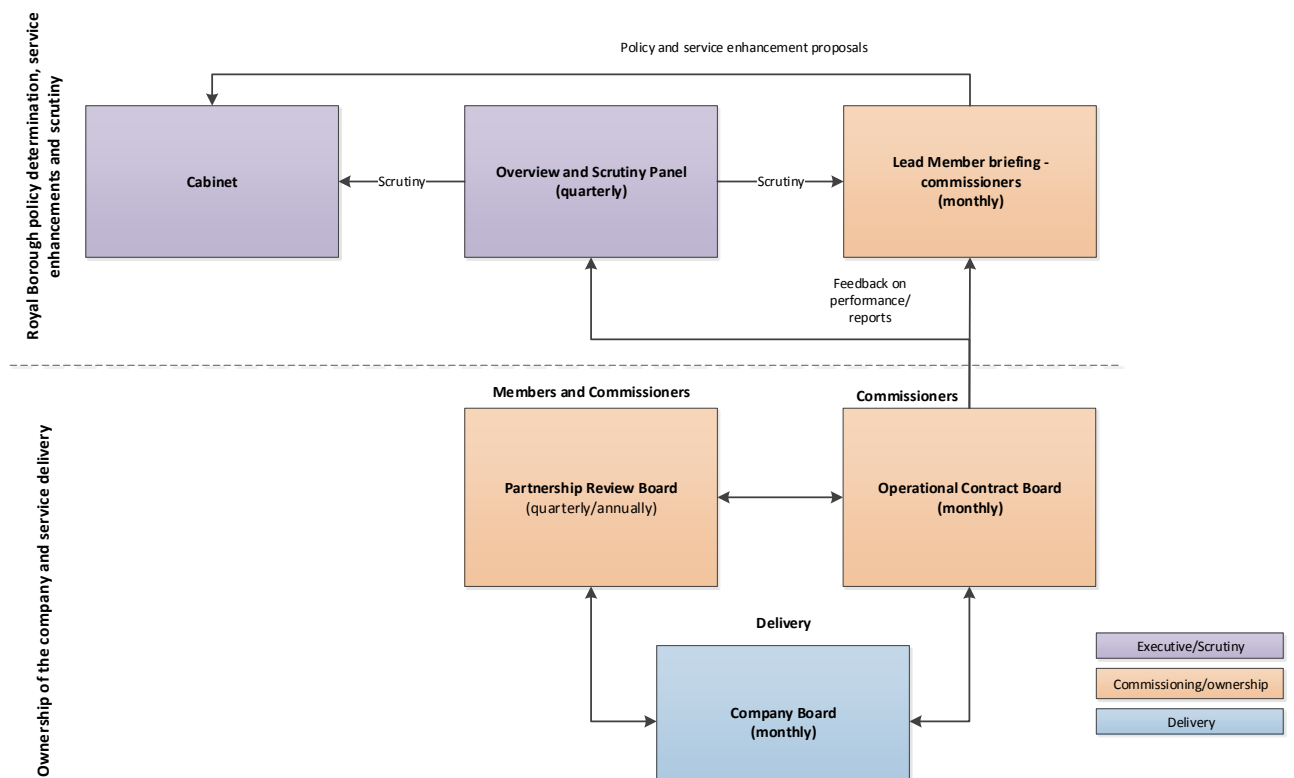 Royal Borough policy determination, service
enhancements and scrutiny
Policy and service enhancement proposals
Cabinet
Scrutiny
Overview and Scrutiny Panel
(quarterly)
Scrutiny
Lead Member briefing -
commissioners
(monthly)
Feedback on
performance/
reports
Ownership of the company and service delivery
Members and Commissioners
Commissioners
Partnership Review Board
(quarterly/annually)
Operational Contract Board
(monthly)
Delivery
Company Board
(monthly)
Executive/Scrutiny
Commissioning/ownership
Delivery